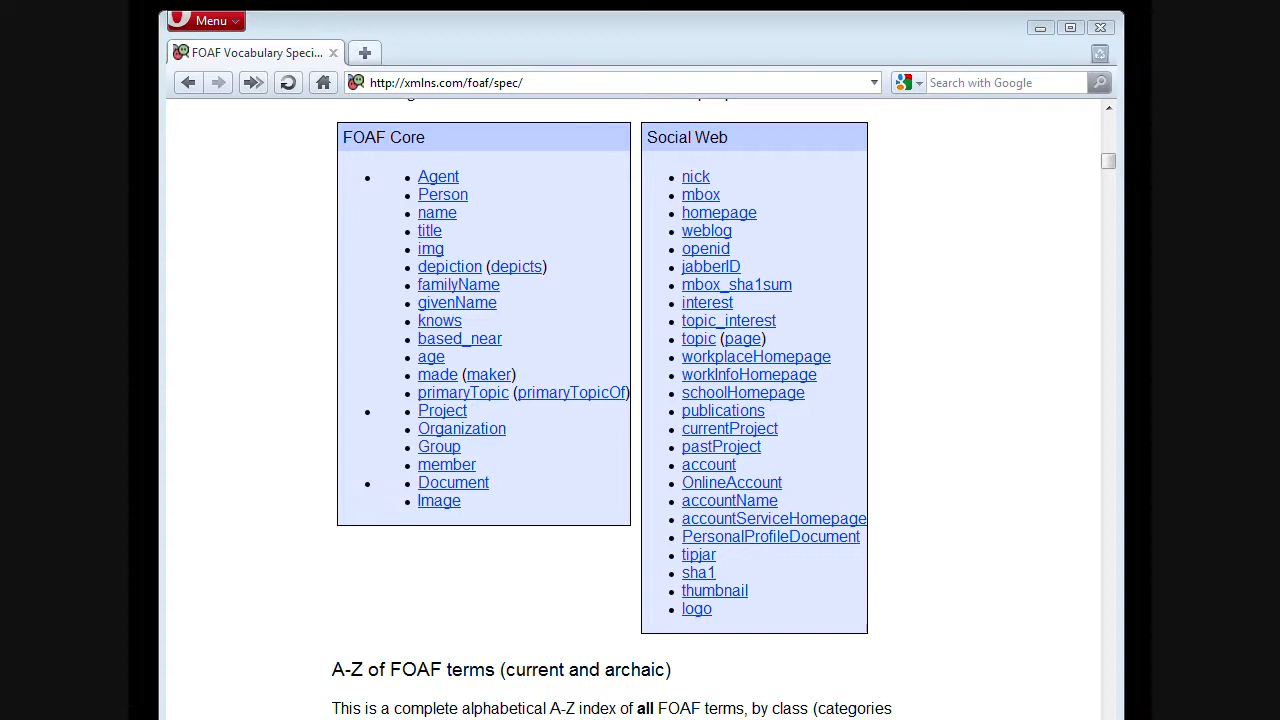 Menu
FOAF Vocabulary Speci...
http://xmlns.com/foaf/spec/
Search with Google
FOAF Core
Agent
Person
name
title
img
depiction (depicts)
familyName
givenName
knows
based_near
age
made (maker)
primaryTopic (primaryTopicOf)
Project
Organization
Group
member
Document
Image
Social Web
nick
mbox
homepage
weblog
openid
jabberID
mbox_sha1sum
interest
topic_interest
topic (page)
workplaceHomepage
workInfoHomepage
schoolHomepage
publications
currentProject
pastProject
account
OnlineAccount
accountName
accountServiceHomepage
PersonalProfileDocument
tipjar
sha1
thumbnail
logo
A-Z of FOAF terms (current and archaic)
This is a complete alphabetical A-Z index of all FOAF terms, by class (categories